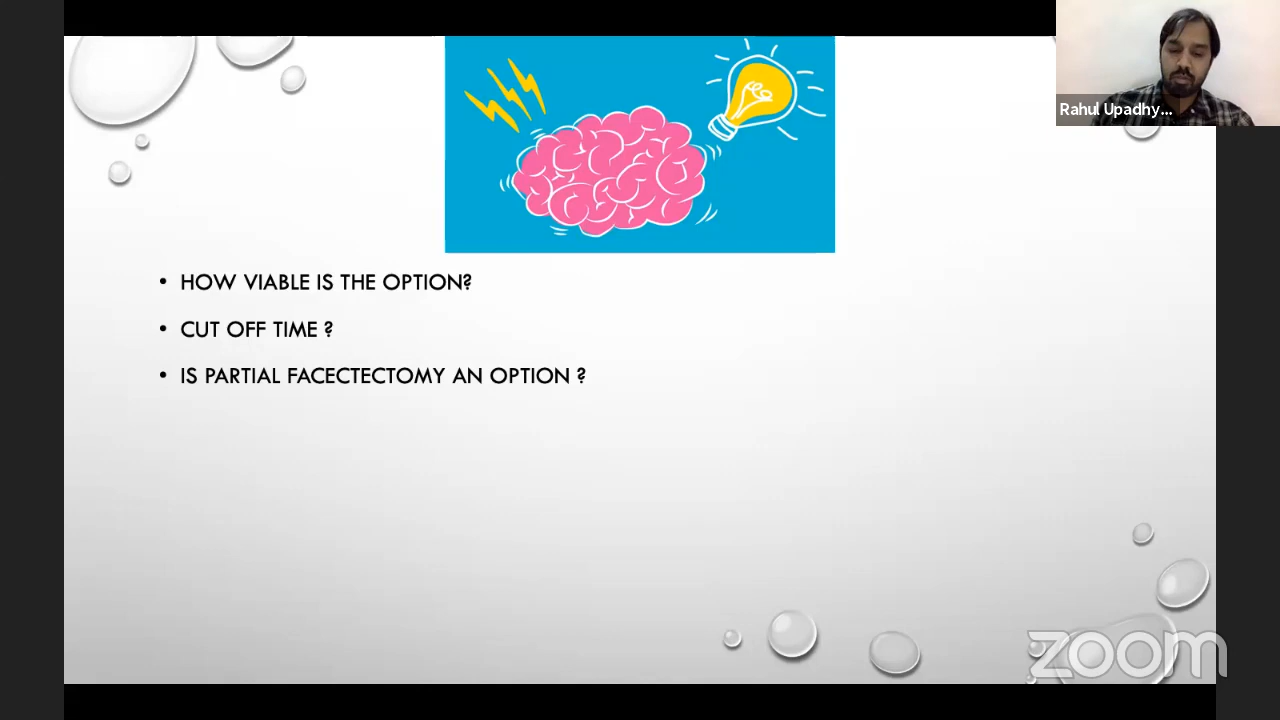 Rahul Upadhy...
• HOW VIABLE IS THE OPTION?
• CUT OFF TIME ?
• IS PARTIAL FACECTECTOMY AN OPTION ?
zoom